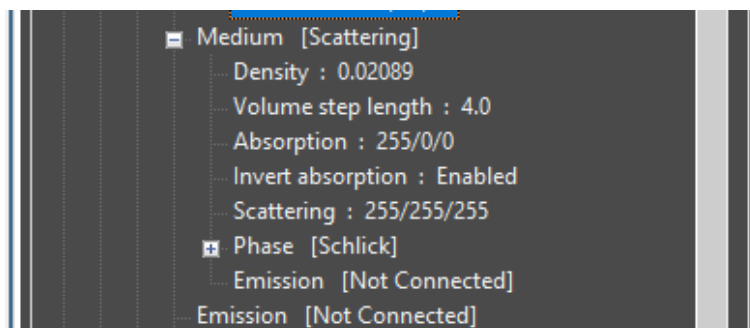 Medium [Scattering]
Density : 0.02089
Volume step length : 4.0
Absorption : 255/0/0
Invert absorption : Enabled
Scattering : 255/255/255
Phase [Schlick]
Emission [Not Connected]
Emission [Not Connected]